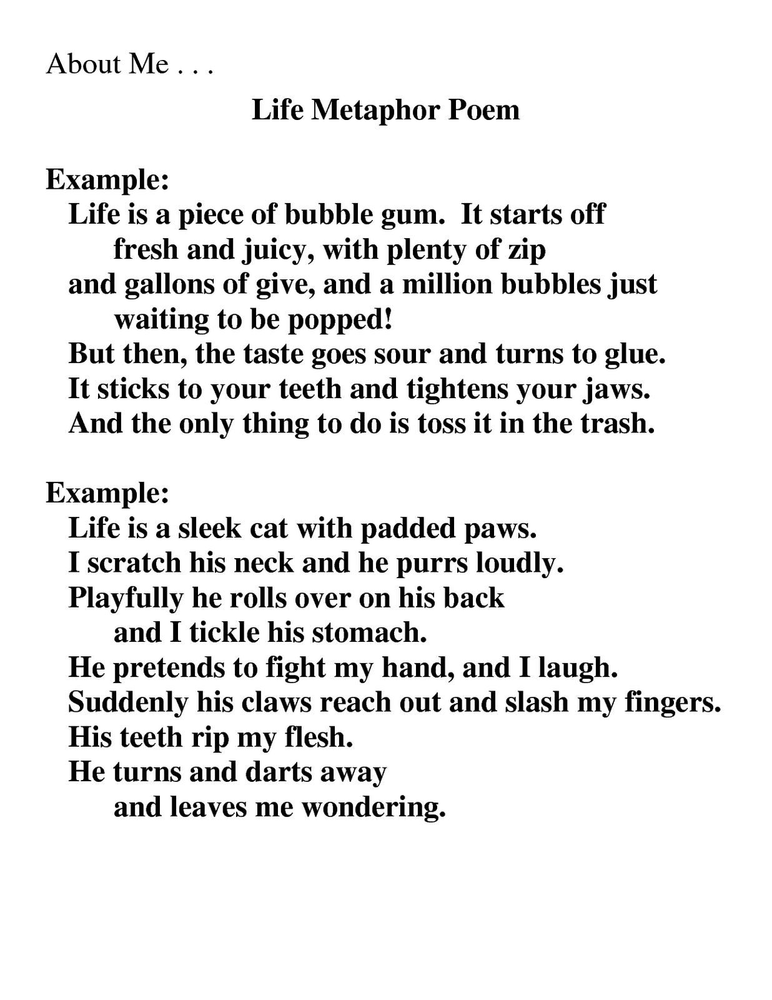 About Me . . .
Life Metaphor Poem
Example:
Life is a piece of bubble gum.  It starts off
fresh and juicy, with plenty of zip
and gallons of give, and a million bubbles just
waiting to be popped!
But then, the taste goes sour and turns to glue.
It sticks to your teeth and tightens your jaws.
And the only thing to do is toss it in the trash.
Example:
Life is a sleek cat with padded paws.
I scratch his neck and he purrs loudly.
Playfully he rolls over on his back
and I tickle his stomach.
He pretends to fight my hand, and I laugh.
Suddenly his claws reach out and slash my fingers.
His teeth rip my flesh.
He turns and darts away
and leaves me wondering.